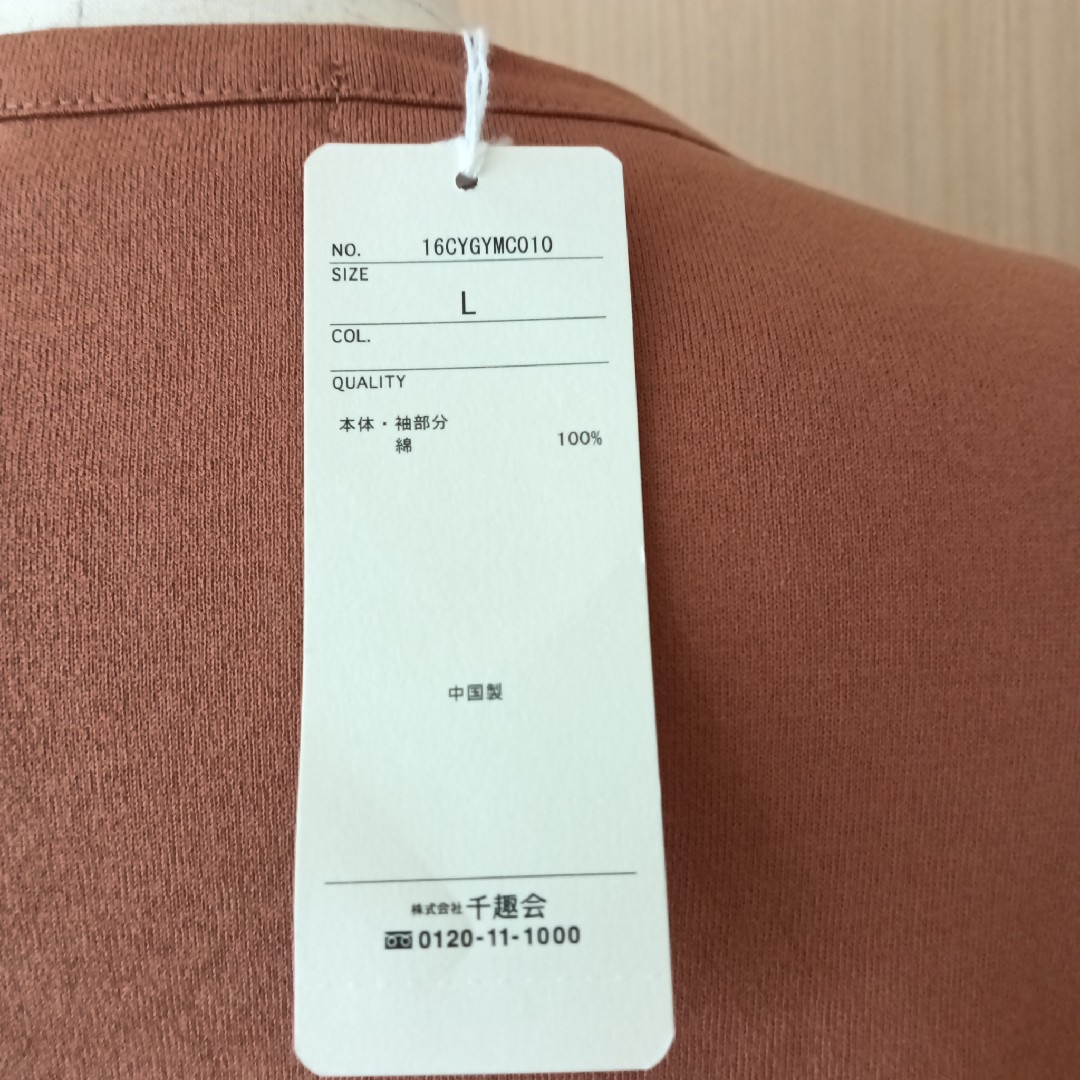 NO. 16CYGYMC010
SIZE
L
COL.
QUALITY
本体・袖部分
綿 100%
中国製
株式会社千趣会
0120-11-1000